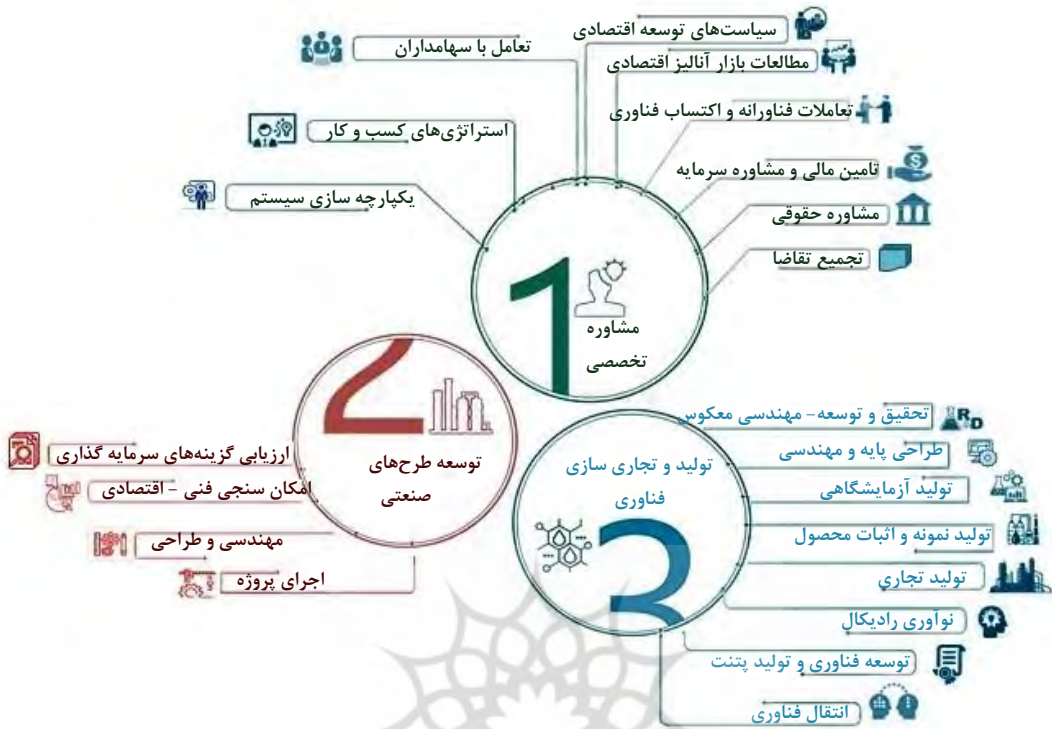 سیاست‌های توسعه اقتصادی
تعامل با سهامداران
مطالعات بازار آنالیز اقتصادی
تعاملات فناورانه و اکتساب فناوری
استراتژی‌های کسب و کار
تامین مالی و مشاوره سرمایه
یکپارچه سازی سیستم
مشاوره حقوقی
تجمیع تقاضا
1
مشاوره
تخصصی
2
توسعه طرح‌های
صنعتی
ارزیابی گزینه‌های سرمایه گذاری
امکان سنجی فنی – اقتصادی
مهندسی و طراحی
اجرای پروژه
تولید و تجاری سازی
فناوری
3
R
D
تحقیق و توسعه– مهندسی معکوس
طراحی پایه و مهندسی
تولید آزمایشگاهی
تولید نمونه و اثبات محصول
تولید تجاری
نوآوری رادیکال
توسعه فناوری و تولید پتنت
انتقال فناوری